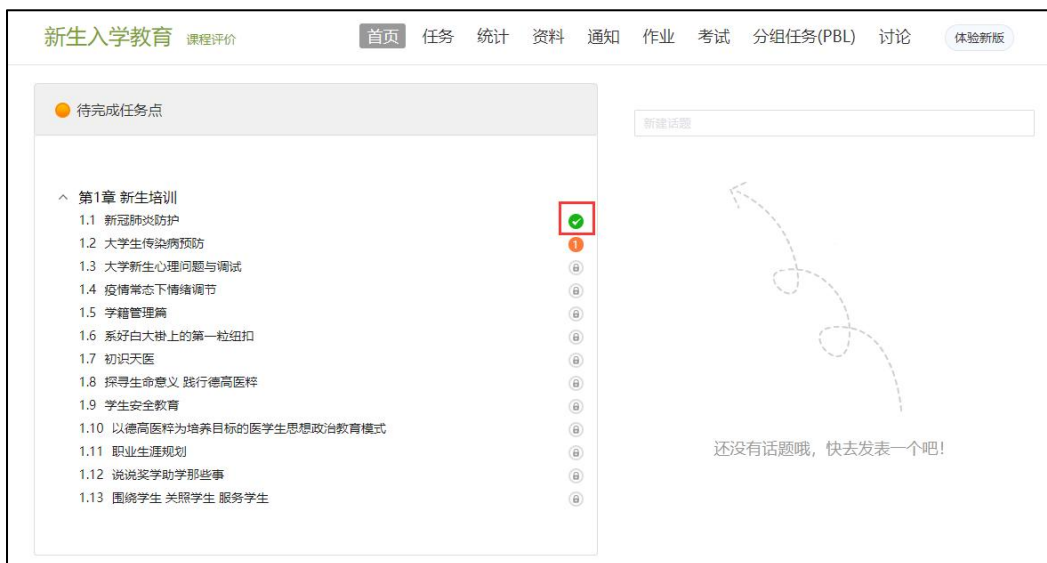 新生入学教育 课程评价 首页 任务 统计 资料 通知 作业 考试 分组任务(PBL) 讨论 体验新版
待完成任务点
新建话题
第1章 新生培训
1.1 新冠肺炎防护
1.2 大学生传染病预防 1
1.3 大学新生心理问题与调试
1.4 疫情常态下情绪调节
1.5 学籍管理篇
1.6 系好白大褂上的第一粒纽扣
1.7 初识天医
1.8 探寻生命意义 践行德高医粹
1.9 学生安全教育
1.10 以德高医粹为培养目标的医学生思想政治教育模式
1.11 职业生涯规划
1.12 说说奖学助学那些事
1.13 围绕学生 关照学生 服务学生
还没有话题哦，快去发表一个吧！